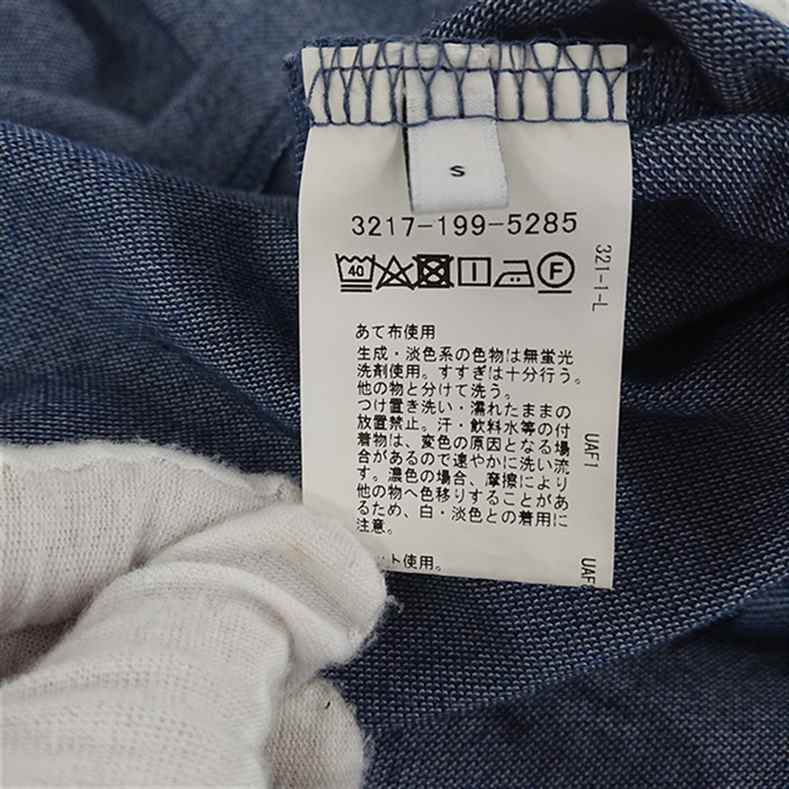 S
3217-199-5285
40
F
321-1-L
あて布使用
生成・淡色系の色物は無蛍光
洗剤使用。すすぎは十分行う。
他の物と分けて洗う。
つけ置き洗い・濡れたままの
放置禁止。汗・飲料水等の付
着物は、変色の原因となる場
合があるので速やかに洗い流
す。濃色の場合、摩擦により
他の物へ色移りすることがあ
るため、白・淡色との着用に
注意。
ット使用。
UAF1